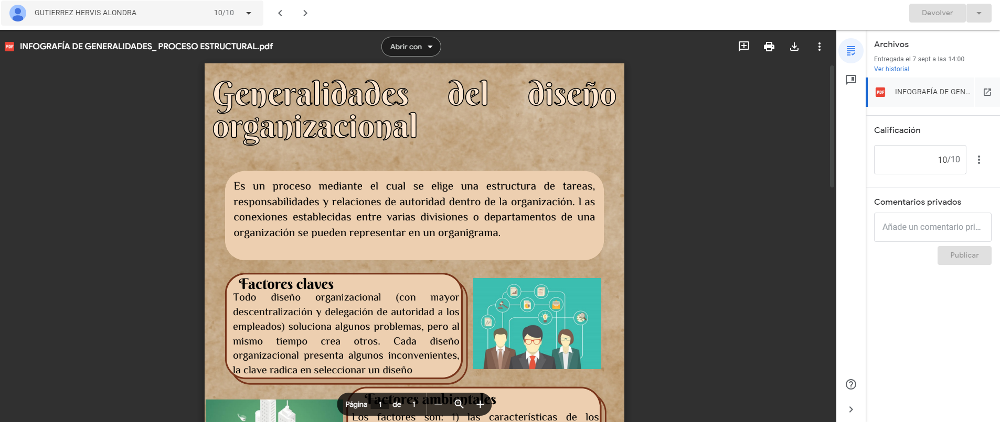 GUTIERREZ HERVIS ALONDRA 10/10
Devolver
INFOGRAFÍA DE GENERALIDADES_ PROCESO ESTRUCTURAL.pdf
Abrir con
Generalidades del diseño
organizacional
Es un proceso mediante el cual se elige una estructura de tareas,
responsabilidades y relaciones de autoridad dentro de la organización. Las
conexiones establecidas entre varias divisiones o departamentos de una
organización se pueden representar en un organigrama.
Factores claves
Todo diseño organizacional (con mayor
descentralización y delegación de autoridad a los
empleados) soluciona algunos problemas, pero al
mismo tiempo crea otros. Cada diseño
organizacional presenta algunos inconvenientes,
la clave radica en seleccionar un diseño
Factores ambientales
Los factores son: 1) las características de los
Página 1 de 1
Archivos
Entregada el 7 sept a las 14:00
Ver historial
PDF INFOGRAFÍA DE GEN...
Calificación
10/10
Comentarios privados
Añade un comentario pri...
Publicar